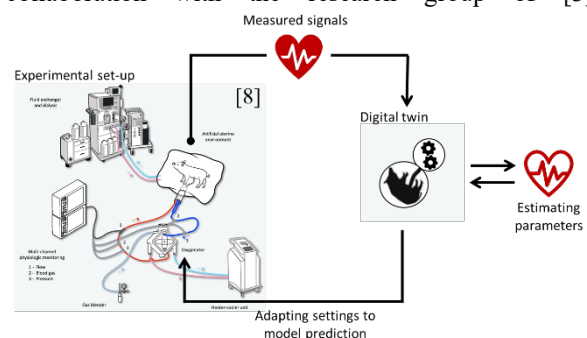 collaboration with the research group of [5,
Measured signals
Experimental set-up
[8]
Fluid exchanger
and dialysis
Artificial uterine
environment
Digital twin
Multi-channel
physiologic monitoring
1 - Flow
2 - Blood gas
3 - Pressure
Oxygenator
Estimating
parameters
Gas blender
Heater-cooler unit
Adapting settings to
model prediction